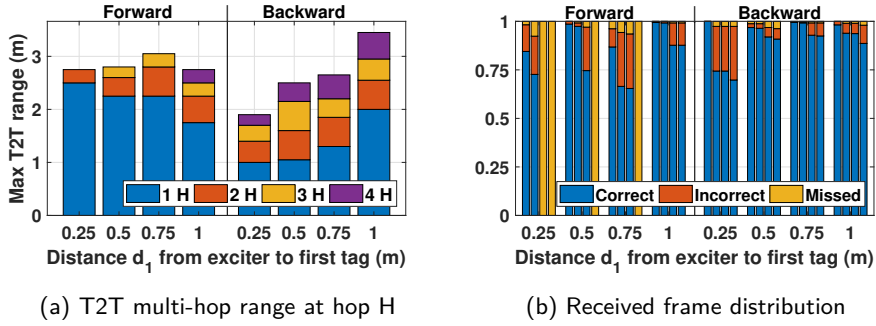 Forward Backward
Max T2T range (m)
3
2
1
0
1 H 2 H 3 H 4 H
0.25 0.5 0.75 1 0.25 0.5 0.75 1
Distance d1 from exciter to first tag (m)
(a) T2T multi-hop range at hop H
Forward Backward
1
0.75
0.5
0.25
0
Correct Incorrect Missed
0.25 0.5 0.75 1 0.25 0.5 0.75 1
Distance d1 from exciter to first tag (m)
(b) Received frame distribution